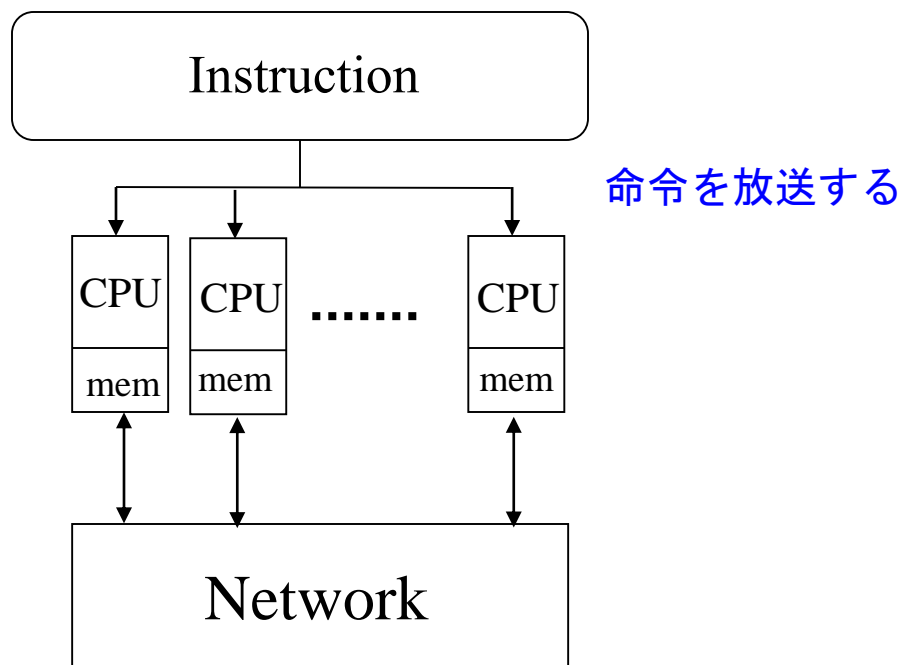 Instruction
命令を放送する
CPU
CPU
.......
CPU
mem
mem
mem
Network